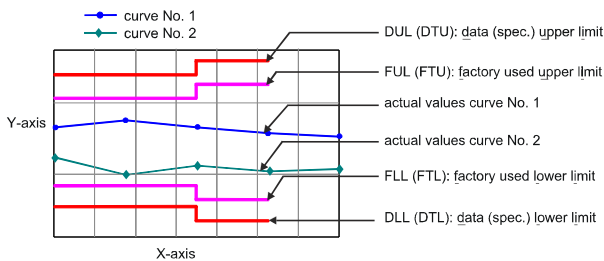 curve No. 1
curve No. 2
DUL (DTU): data (spec.) upper limit
FUL (FTU): factory used upper limit
actual values curve No. 1
Y-axis
actual values curve No. 2
FLL (FTL): factory used lower limit
DLL (DTL): data (spec.) lower limit
X-axis